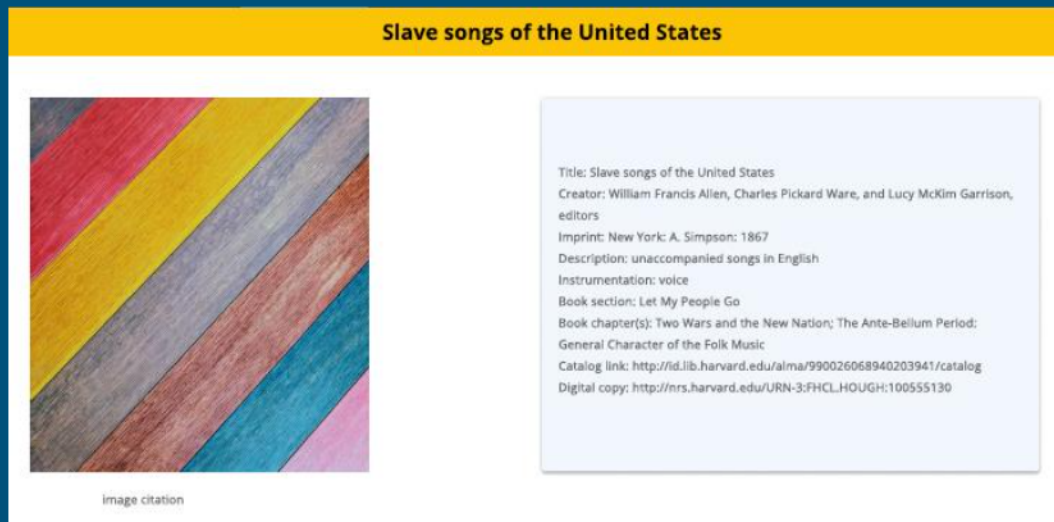 Slave songs of the United States
Title: Slave songs of the United States
Creator: William Francis Allen, Charles Pickard Ware, and Lucy McKim Garrison,
editors
Imprint: New York: A. Simpson: 1867
Description: unaccompanied songs in English
Instrumentation: voice
Book section: Let My People Go
Book chapter(s): Two Wars and the New Nation; The Ante-Bellum Period:
General Character of the Folk Music
Catalog link: http://id.lib.harvard.edu/alma/990026068940203941/catalog
Digital copy: http://nrs.harvard.edu/URN-3:FHCL.HOUGH:100555130
image citation